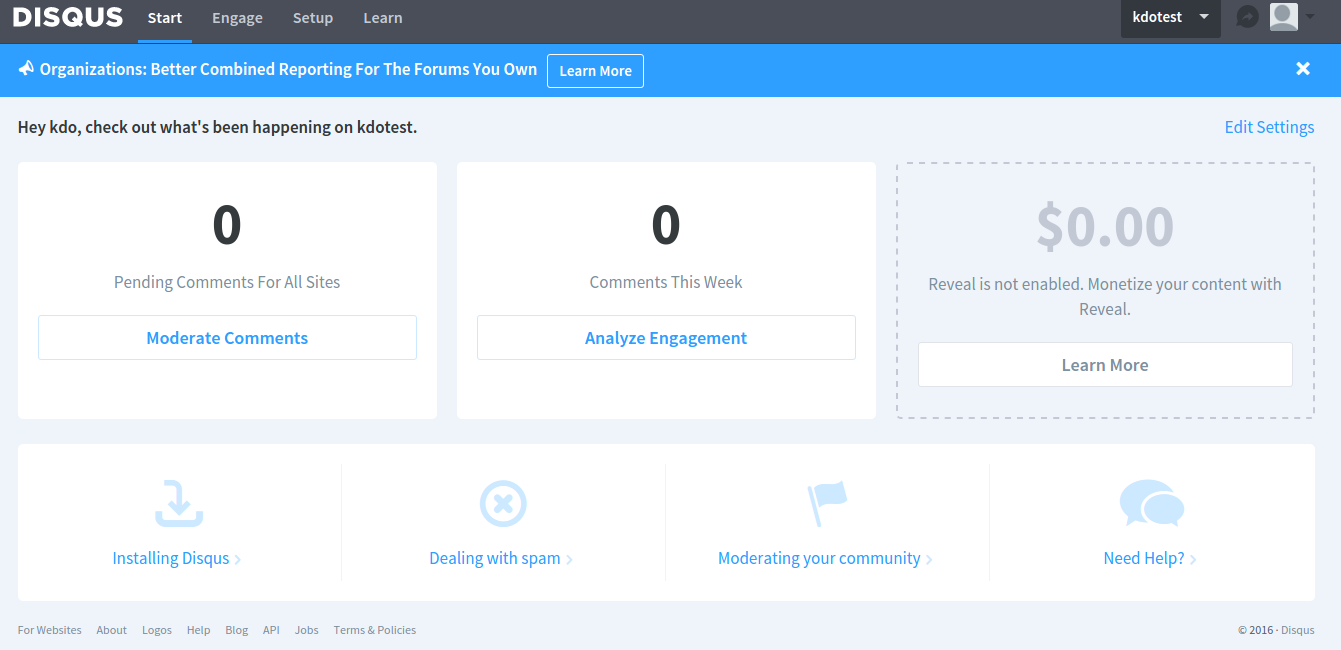 DISQUS Start Engage Setup Learn kdotest
Organizations: Better Combined Reporting For The Forums You Own Learn More
Hey kdo, check out what's been happening on kdotest. Edit Settings
0
Pending Comments For All Sites
Moderate Comments
0
Comments This Week
Analyze Engagement
$0.00
Reveal is not enabled. Monetize your content with
Reveal.
Learn More
Installing Disqus
Dealing with spam
Moderating your community
Need Help?
For Websites About Logos Help Blog API Jobs Terms & Policies © 2016 · Disqus